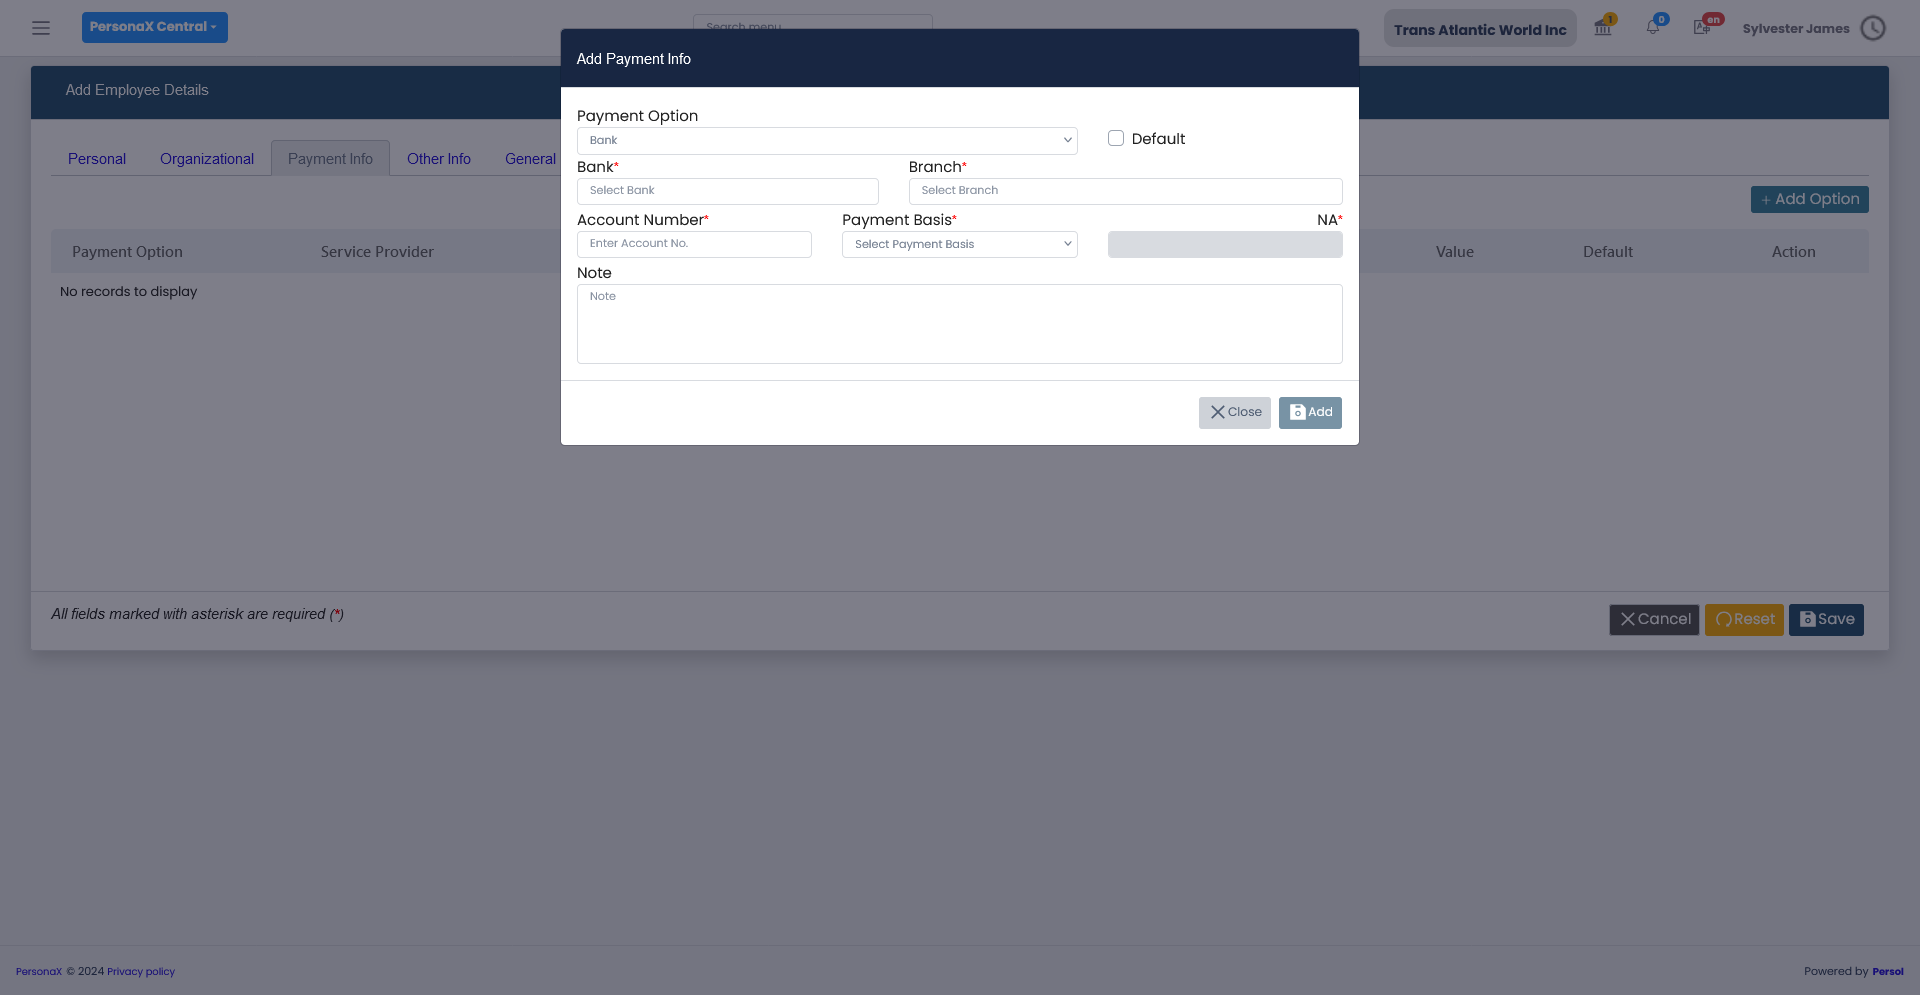 PersonaX Central
Search menu
Trans Atlantic World Inc
1
0
en
Sylvester James
Add Payment Info
Add Employee Details
Payment Option
Bank
Default
Personal
Organizational
Payment Info
Other Info
General
Bank*
Branch*
Select Bank
Select Branch
+ Add Option
Account Number*
Payment Basis*
NA*
Enter Account No.
Select Payment Basis
Payment Option
Service Provider
Value
Default
Action
Note
Note
No records to display
Close
Add
All fields marked with asterisk are required (*)
Cancel
Reset
Save
PersonaX © 2024 Privacy policy
Powered by Persol